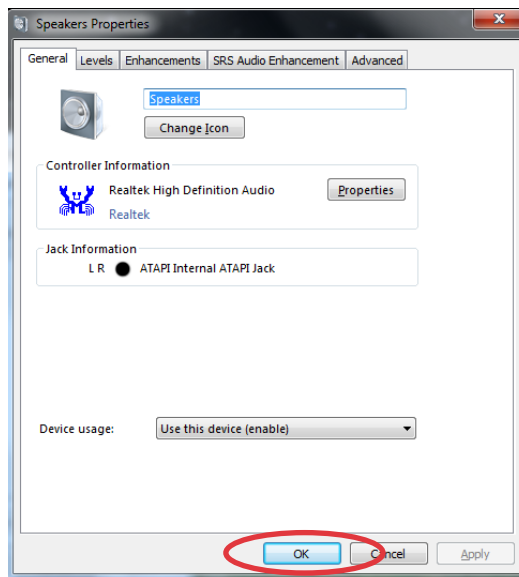 Speakers Properties
General Levels Enhancements SRS Audio Enhancement Advanced
Speakers
Change Icon
Controller Information
Realtek High Definition Audio Properties
Realtek
Jack Information
L R ATAPI Internal ATAPI Jack
Device usage: Use this device (enable)
OK Cancel Apply